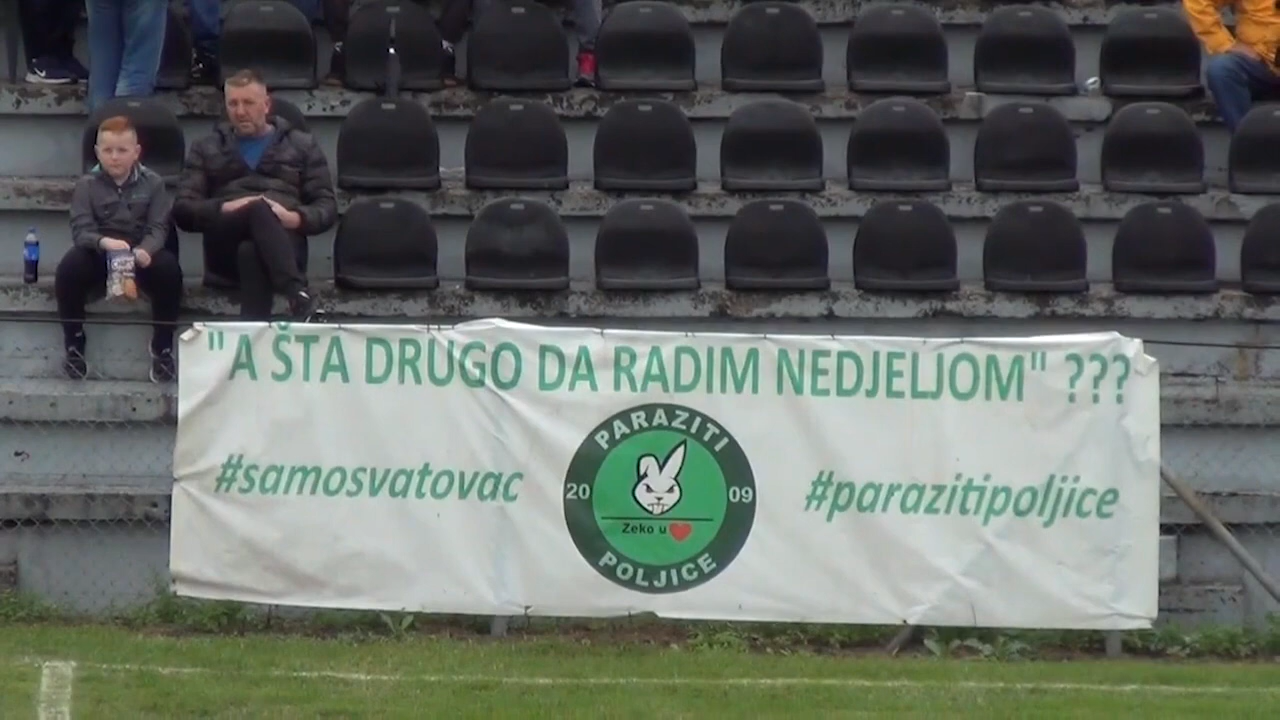 "A ŠTA DRUGO DA RADIM NEDJELJOM" ???
#samosvatovac
PARAZITI
20 09
Zeko u
POLJICE
#parazitipoljice